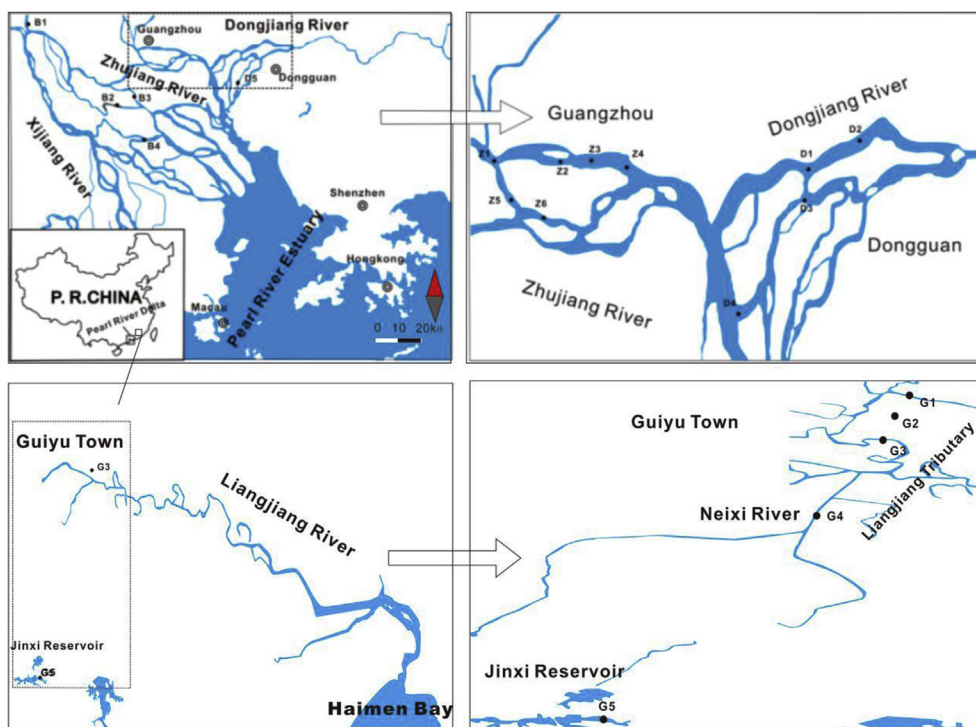 B1
Guangzhou
Dongjiang River
D5
Dongguan
Zhujiang River
B2
B3
B4
Xijiang River
Shenzhen
Pearl River Estuary
Hongkong
Macau
0 10 20km
P. R.CHINA
Pearl River Delta
Guangzhou
Dongjiang River
Z1
Z2
Z3
Z4
D1
D2
D3
Z5
Z6
Dongguan
Zhujiang River
D4
Guiyu Town
G3
Liangjiang River
Jinxi Reservoir
G5
Haimen Bay
Guiyu Town
G1
G2
G3
Liangjiang Tributary
Neixi River
G4
Jinxi Reservoir
G5